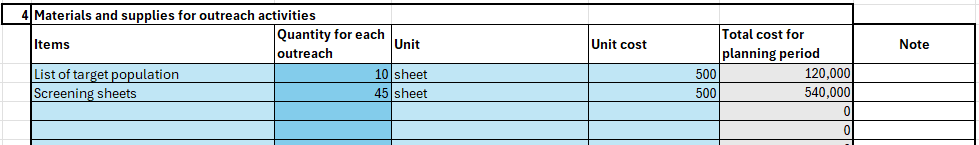 4 Materials and supplies for outreach activities
Items Quantity for each outreach Unit Unit cost Total cost for planning period Note
List of target population 10 sheet 500 120,000
Screening sheets 45 sheet 500 540,000
0
0